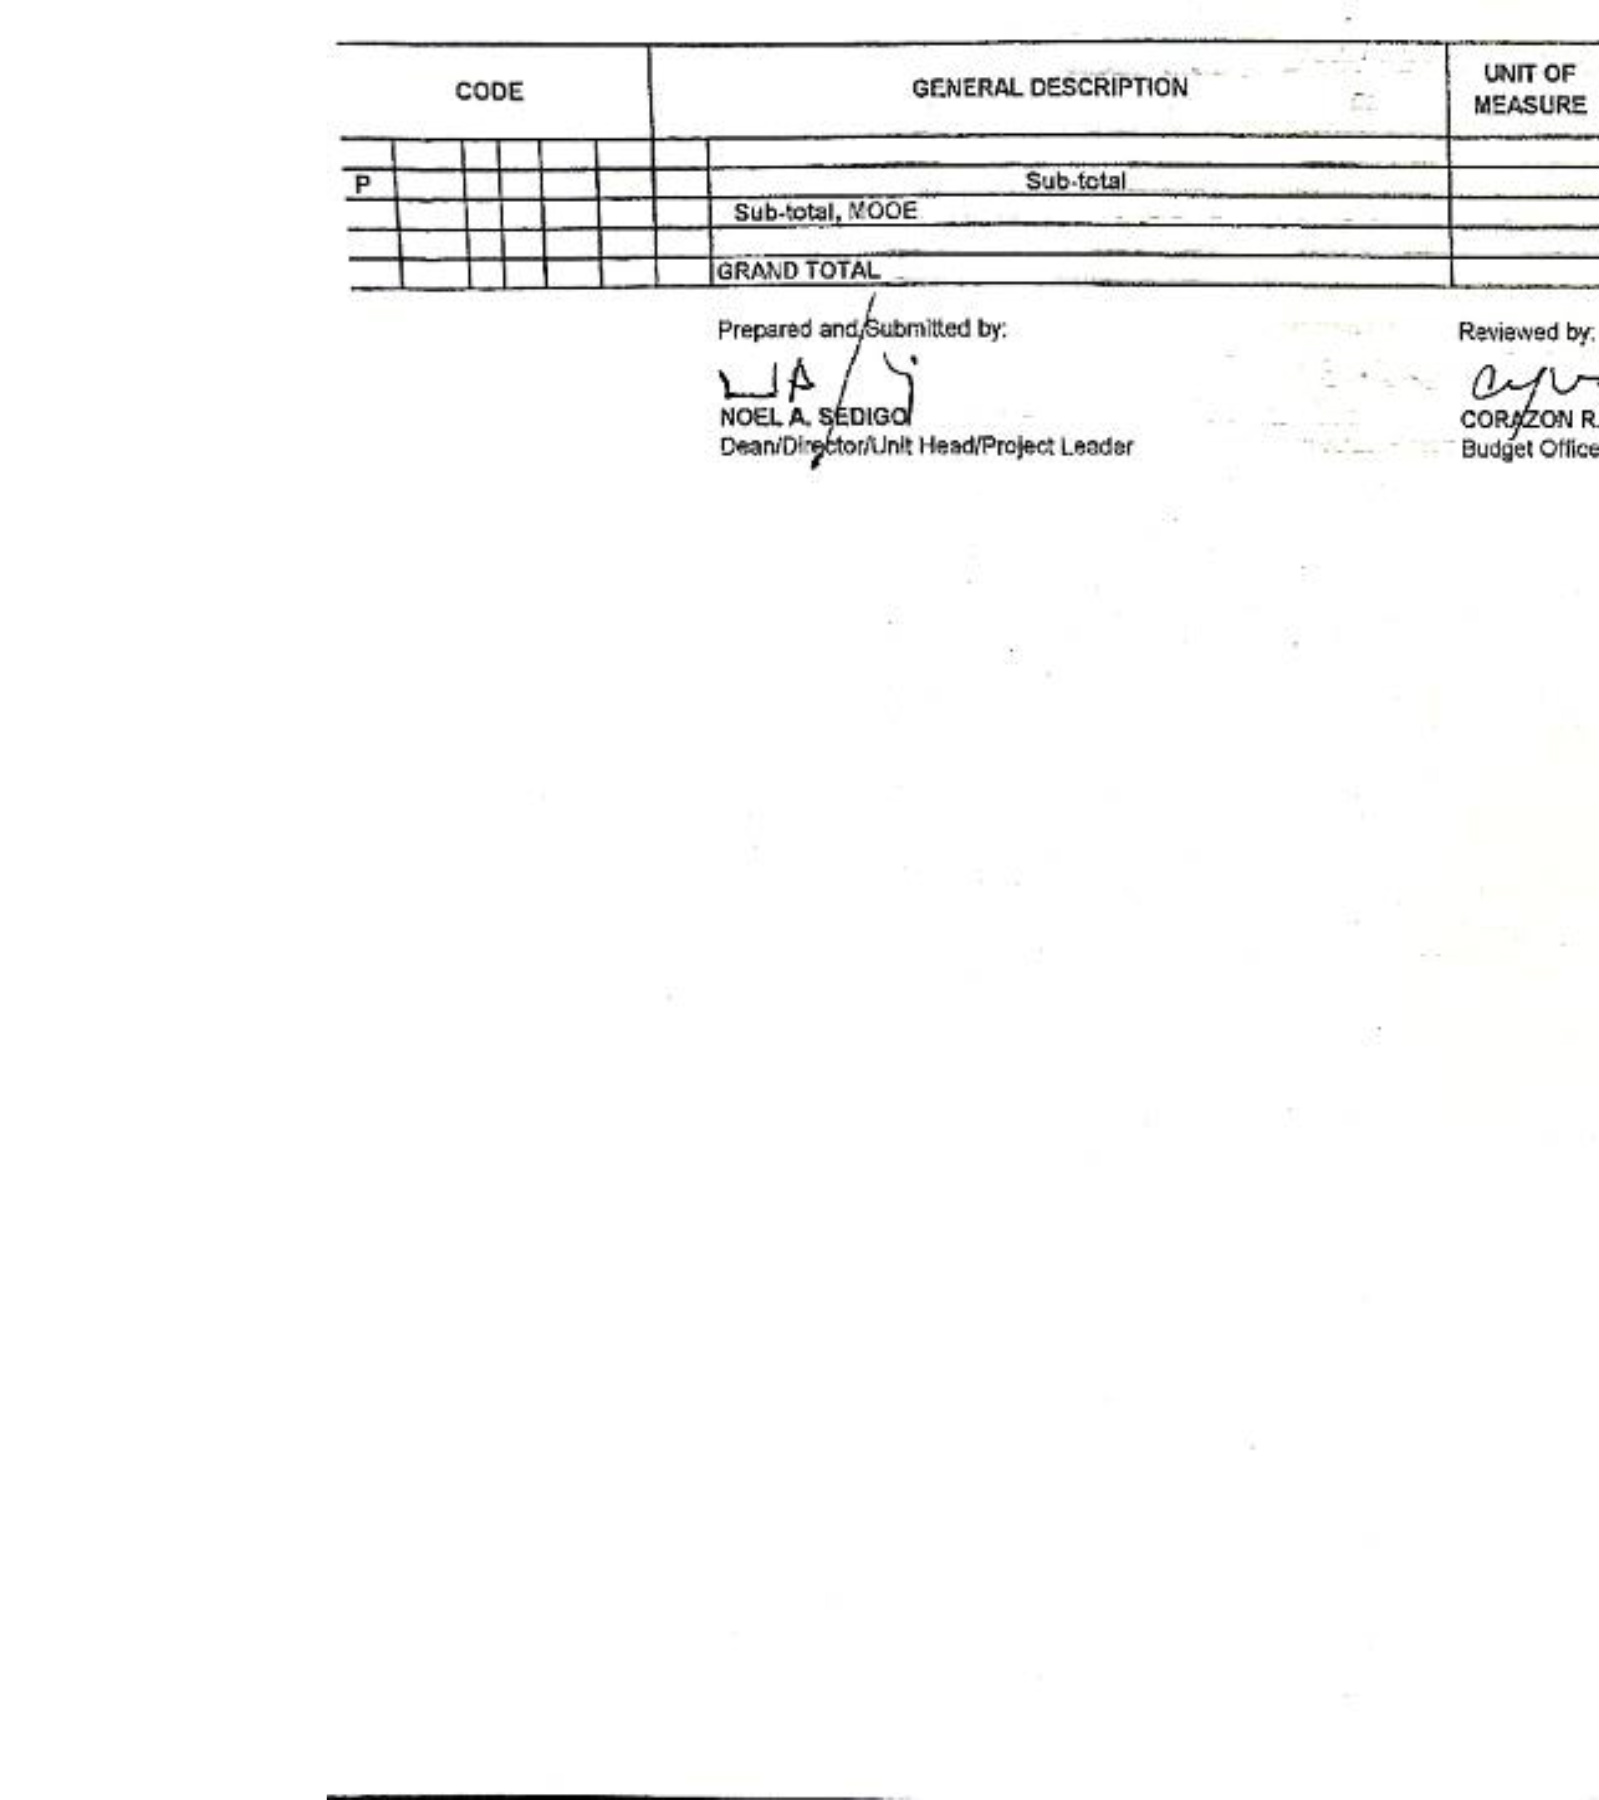 CODE
GENERAL DESCRIPTION
UNIT OF
MEASURE
P
Sub-total
Sub-total, MOOE
GRAND TOTAL
Prepared and Submitted by:
Reviewed by:
NOEL A. SEDIGO
CORAZON R.
Dean/Director/Unit Head/Project Leader
Budget Office